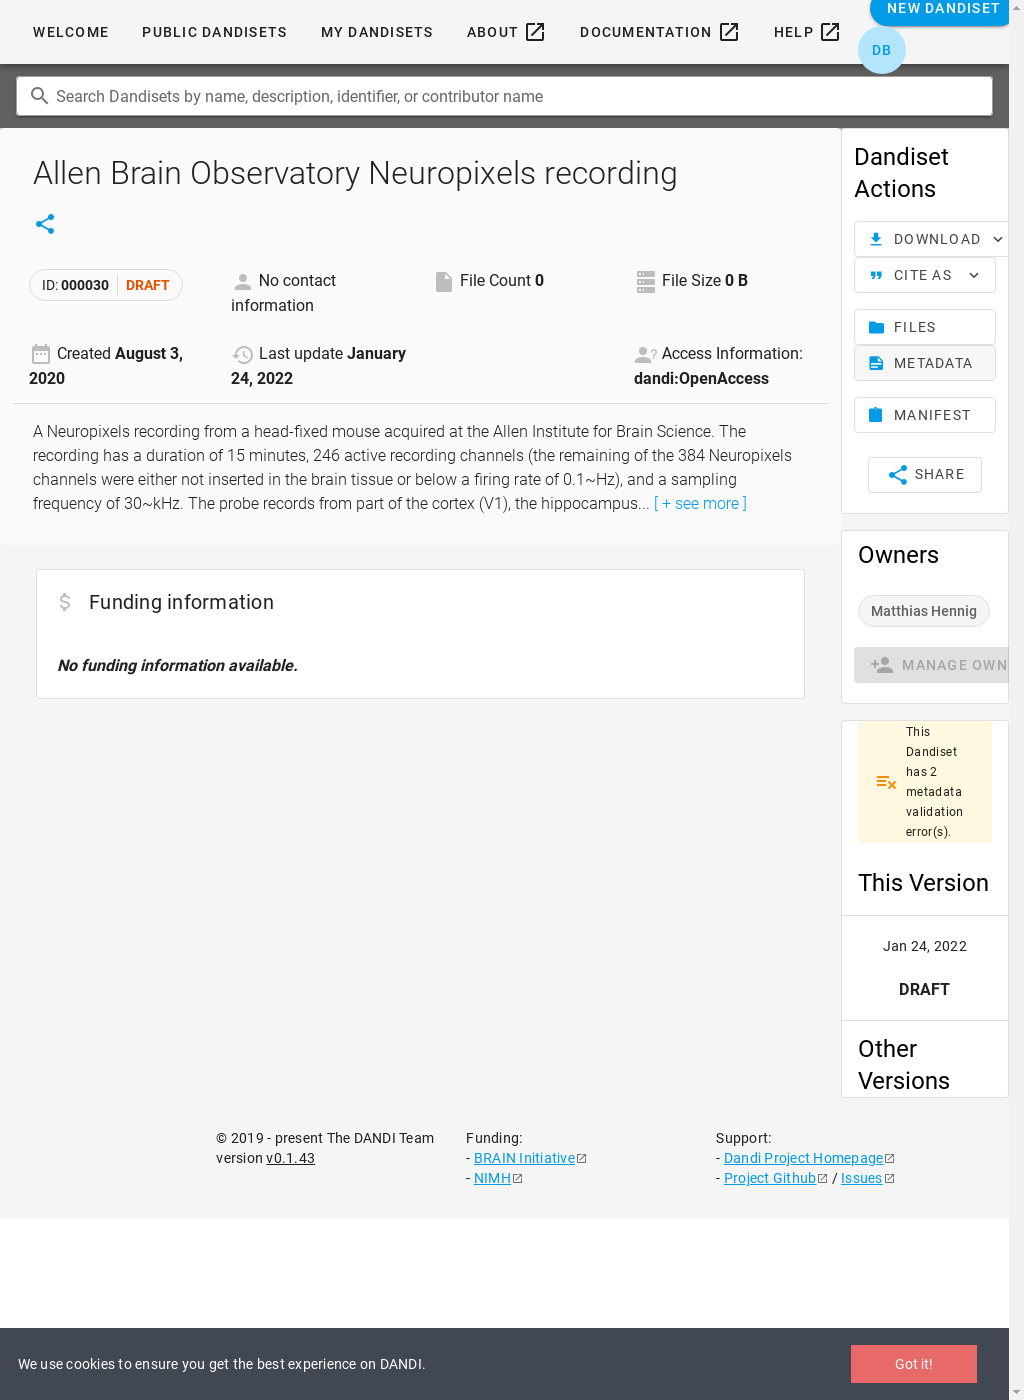 WELCOME PUBLIC DANDISETS MY DANDISETS ABOUT DOCUMENTATION HELP NEW DANDISET
DB
Search Dandisets by name, description, identifier, or contributor name
Allen Brain Observatory Neuropixels recording
ID: 000030 DRAFT
No contact
information
File Count 0
File Size 0 B
Created August 3,
2020
Last update January
24, 2022
Access Information:
dandi:OpenAccess
A Neuropixels recording from a head-fixed mouse acquired at the Allen Institute for Brain Science. The
recording has a duration of 15 minutes, 246 active recording channels (the remaining of the 384 Neuropixels
channels were either not inserted in the brain tissue or below a firing rate of 0.1~Hz), and a sampling
frequency of 30~kHz. The probe records from part of the cortex (V1), the hippocampus... [ + see more ]
Funding information
No funding information available.
Dandiset
Actions
DOWNLOAD
CITE AS
FILES
METADATA
MANIFEST
SHARE
Owners
Matthias Hennig
MANAGE OWN
This
Dandiset
has 2
metadata
validation
error(s).
This Version
Jan 24, 2022
DRAFT
Other
Versions
© 2019 - present The DANDI Team
version v0.1.43
Funding:
- BRAIN Initiative
- NIMH
Support:
- Dandi Project Homepage
- Project Github / Issues
We use cookies to ensure you get the best experience on DANDI.
Got it!